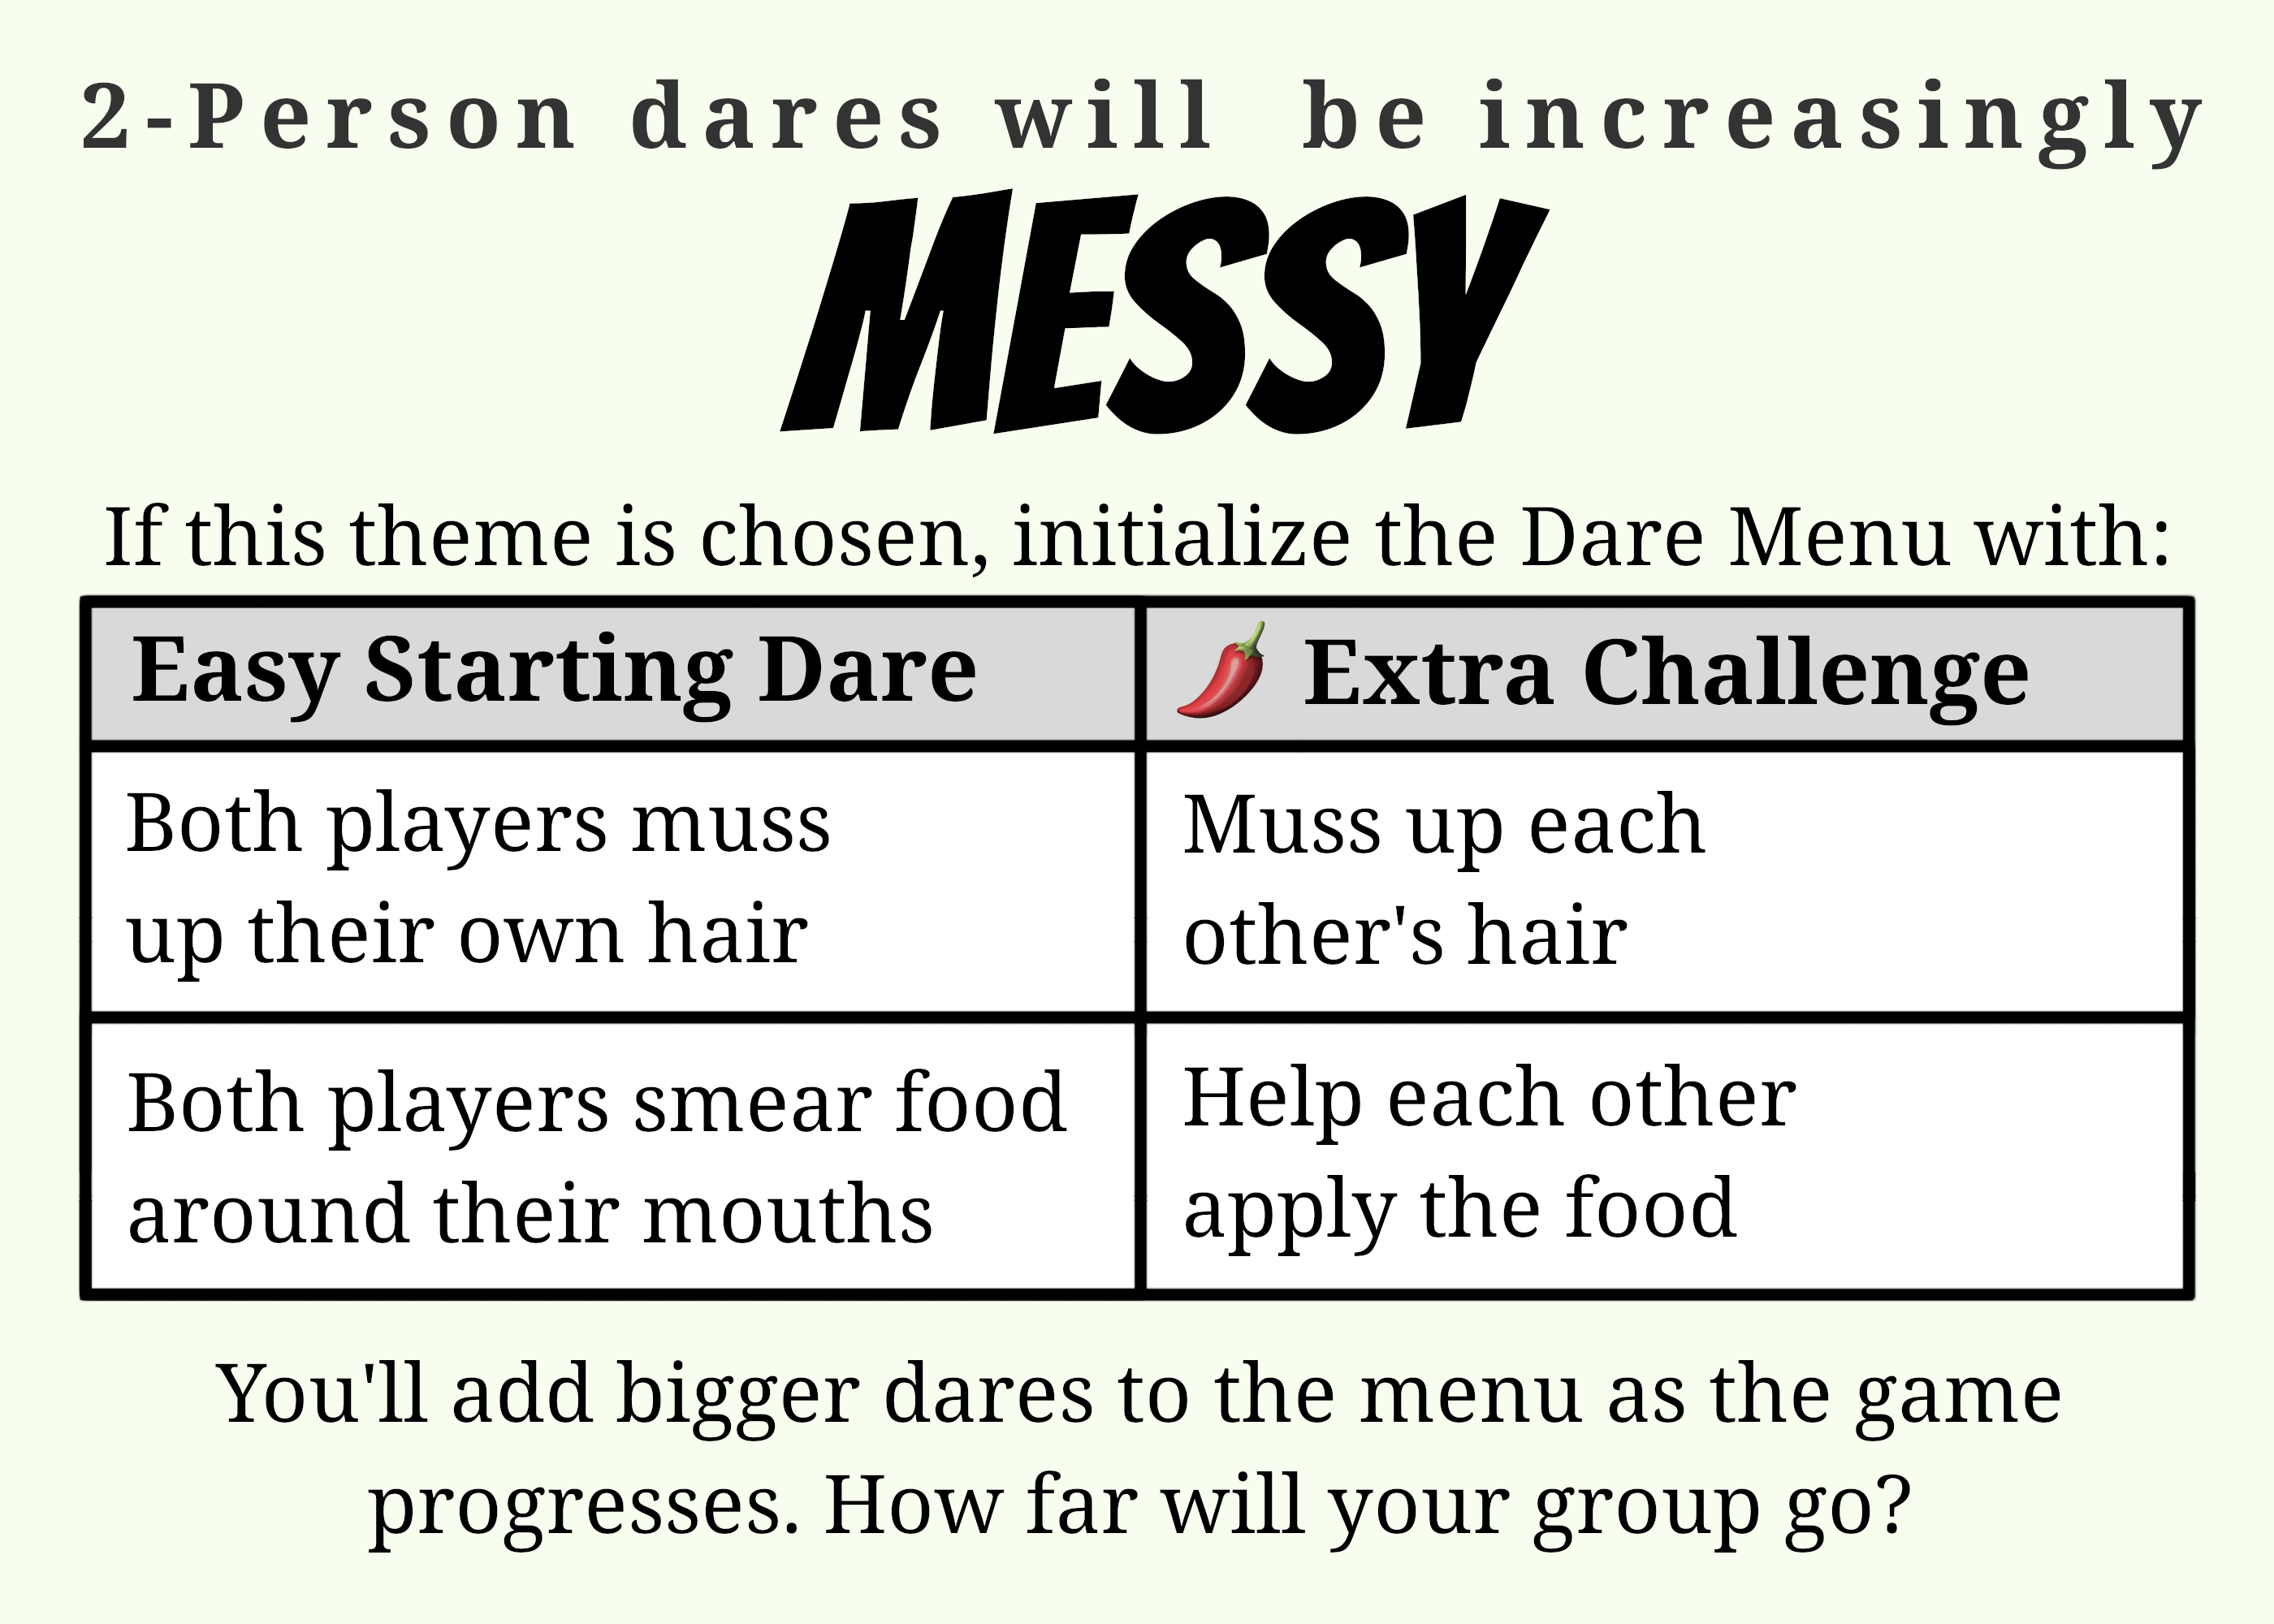 2-Person dares will be increasingly
MESSY
If this theme is chosen, initialize the Dare Menu with:
Easy Starting Dare
🌶️ Extra Challenge
Both players muss
up their own hair
Muss up each
other's hair
Both players smear food
around their mouths
Help each other
apply the food
You'll add bigger dares to the menu as the game
progresses. How far will your group go?